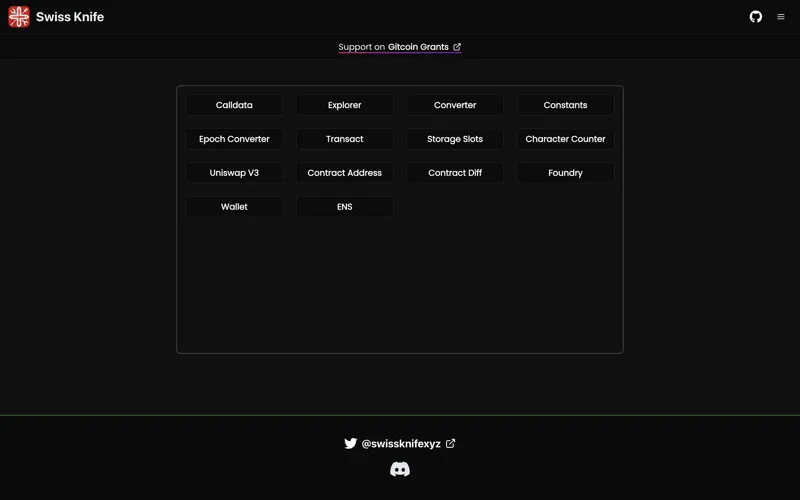 Swiss Knife
Support on Gitcoin Grants
Calldata Explorer Converter Constants
Epoch Converter Transact Storage Slots Character Counter
Uniswap V3 Contract Address Contract Diff Foundry
Wallet ENS
@swissknifexyz